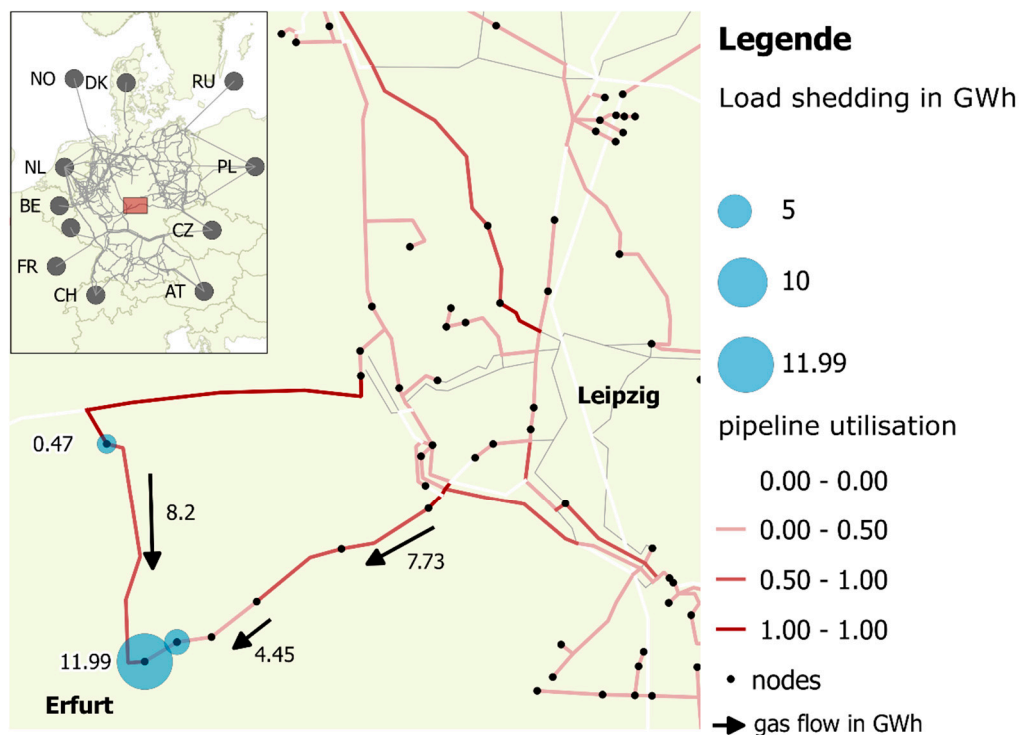 NO
DK
RU
NL
PL
BE
CZ
FR
CH
AT
Leipzig
0.47
8.2
7.73
4.45
11.99
Erfurt
Legende
Load shedding in GWh
5
10
11.99
pipeline utilisation
0.00 - 0.00
0.00 - 0.50
0.50 - 1.00
1.00 - 1.00
nodes
gas flow in GWh